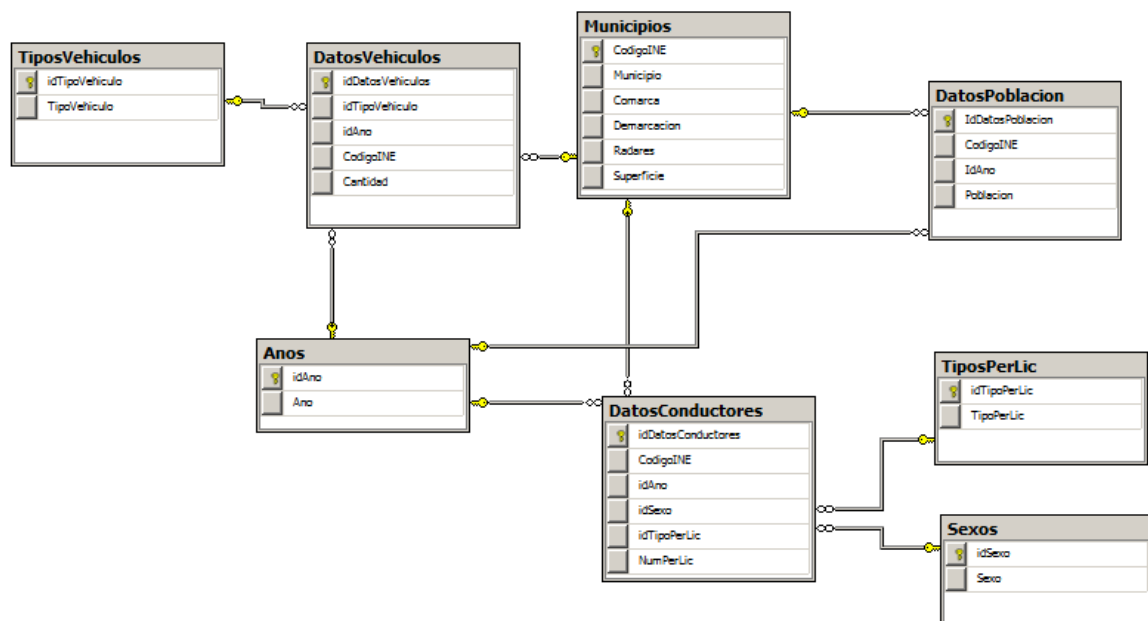 TiposVehiculos
idTipoVehiculo
TipoVehiculo
DatosVehiculos
idDatosVehiculos
idTipoVehiculo
idAno
CodigoINE
Cantidad
Municipios
CodigoINE
Municipio
Comarca
Demarcacion
Radares
Superficie
DatosPoblacion
IdDatosPoblacion
CodigoINE
IdAno
Poblacion
Anos
idAno
Ano
DatosConductores
idDatosConductores
CodigoINE
idAno
idSexo
idTipoPerLic
NumPerLic
TiposPerLic
idTipoPerLic
TipoPerLic
Sexos
idSexo
Sexo